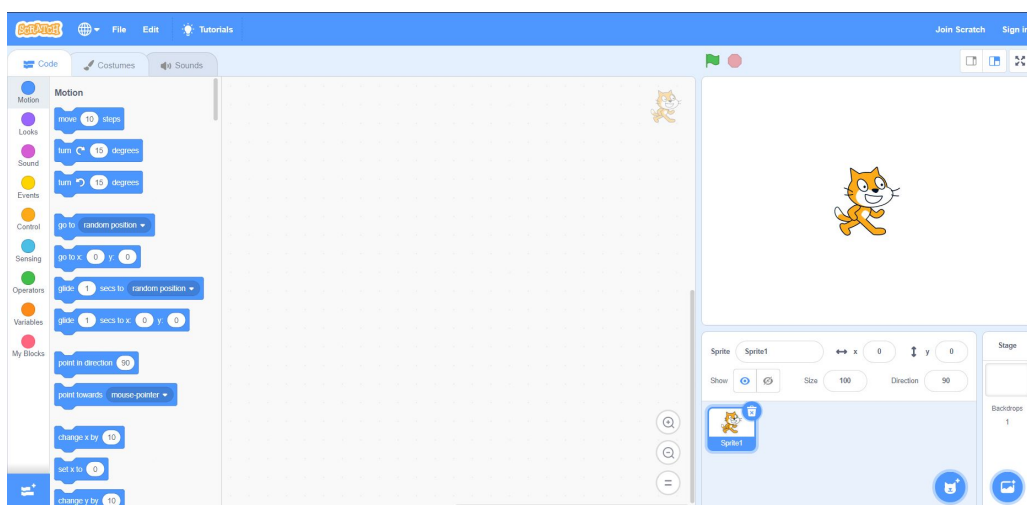 SCRATCH File Edit Tutorials Join Scratch Sign in
Code Costumes Sounds
Motion
Looks
Sound
Events
Control
Sensing
Operators
Variables
My Blocks
Motion
move 10 steps
turn 15 degrees
turn 15 degrees
go to random position
go to x: 0 y: 0
glide 1 secs to random position
glide 1 secs to x: 0 y: 0
point in direction 90
point towards mouse-pointer
change x by 10
set x to 0
change y by 10
Sprite Sprite1 x 0 y 0
Show Size 100 Direction 90
Sprite1
Stage
Backdrops
1